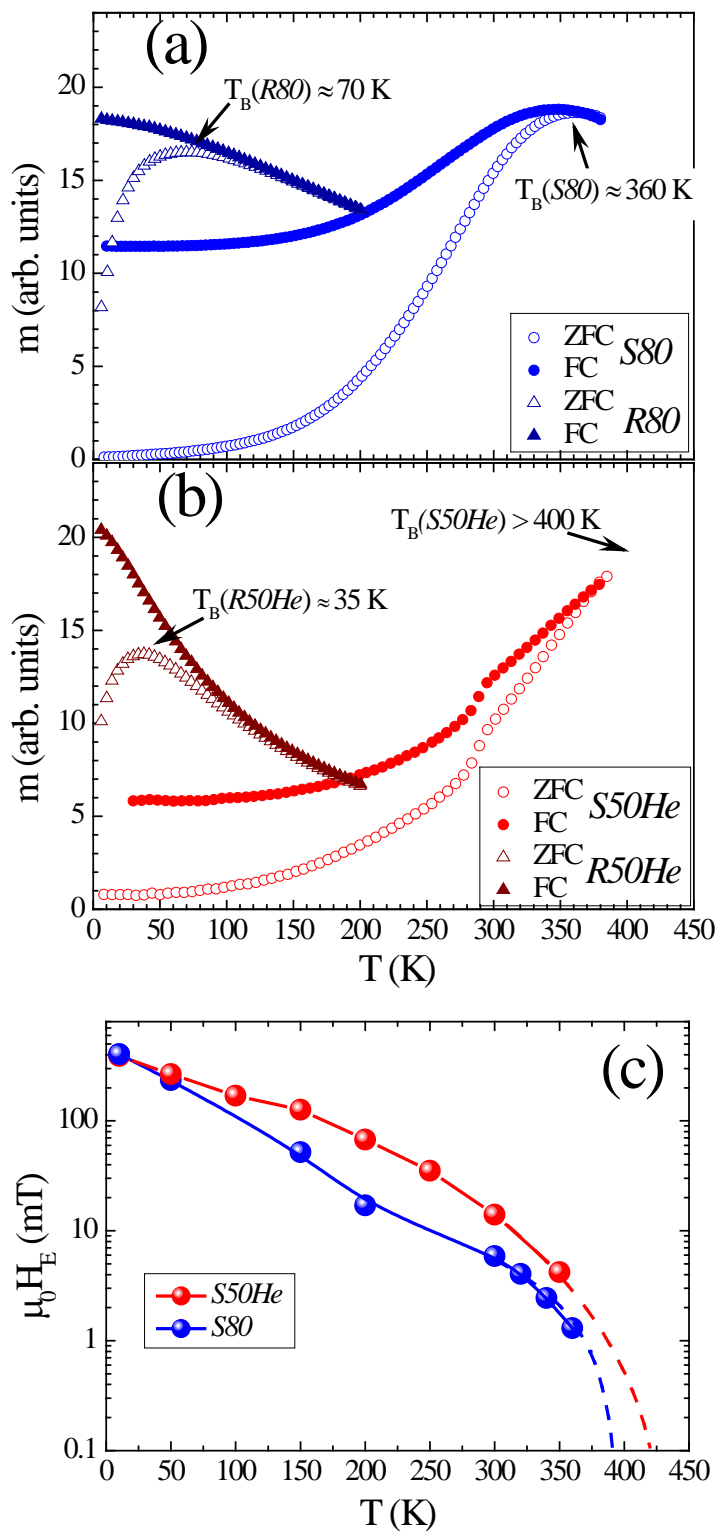 (a)
T_B(R80) ≈ 70 K
T_B(S80) ≈ 360 K
m (arb. units)
20
15
10
5
0
ZFC
FC
S80
ZFC
FC
R80
(b)
T_B(S50He) > 400 K
T_B(R50He) ≈ 35 K
m (arb. units)
20
15
10
5
0
ZFC
FC
S50He
ZFC
FC
R50He
0 50 100 150 200 250 300 350 400 450
T (K)
(c)
μ₀H_E (mT)
100
10
1
0.1
S50He
S80
0 50 100 150 200 250 300 350 400 450
T (K)